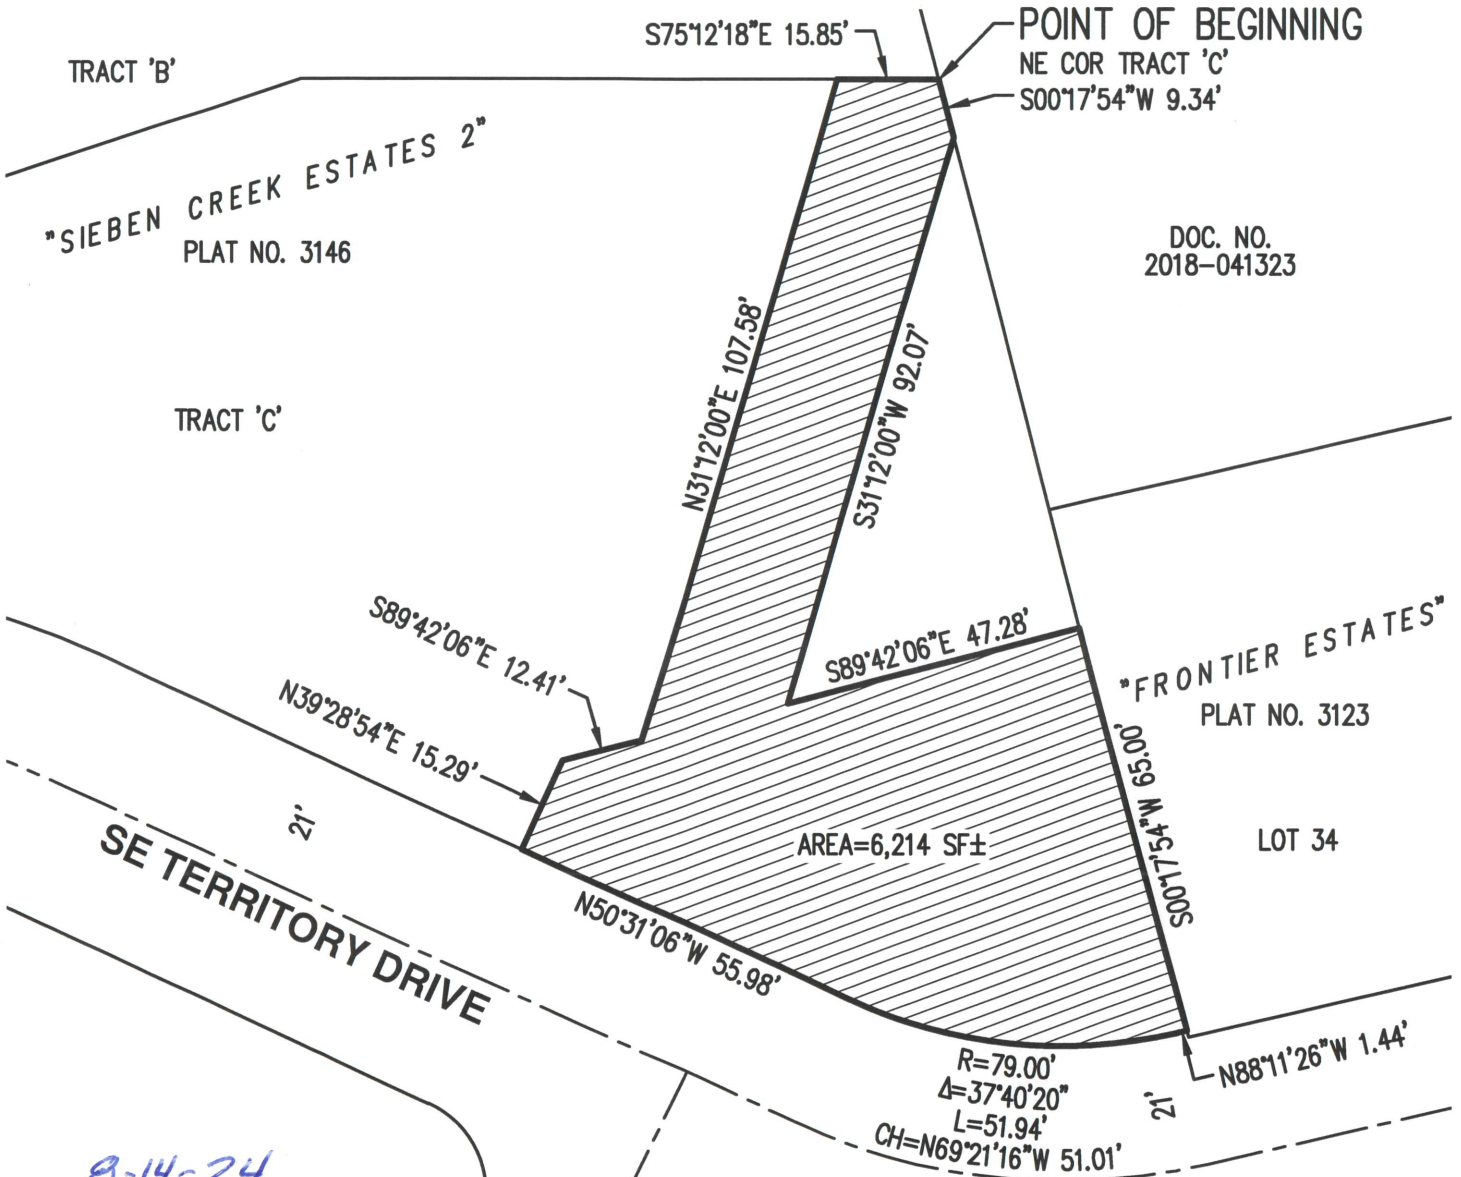 S75°12'18"E 15.85'
POINT OF BEGINNING
NE COR TRACT 'C'
S00°17'54"W 9.34'
TRACT 'B'
"SIEBEN CREEK ESTATES 2"
PLAT NO. 3146
DOC. NO.
2018-041323
N31°12'00"E 107.58'
S31°12'00"W 92.07'
TRACT 'C'
S89°42'06"E 12.41'
S89°42'06"E 47.28'
"FRONTIER ESTATES"
PLAT NO. 3123
N39°28'54"E 15.29'
S00°17'54"W 65.00'
21'
SE TERRITORY DRIVE
AREA=6,214 SF±
LOT 34
N50°31'06"W 55.98'
R=79.00'
Δ=37°40'20"
L=51.94'
CH=N69°21'16"W 51.01'
21'
N88°11'26"W 1.44'
8-14-24